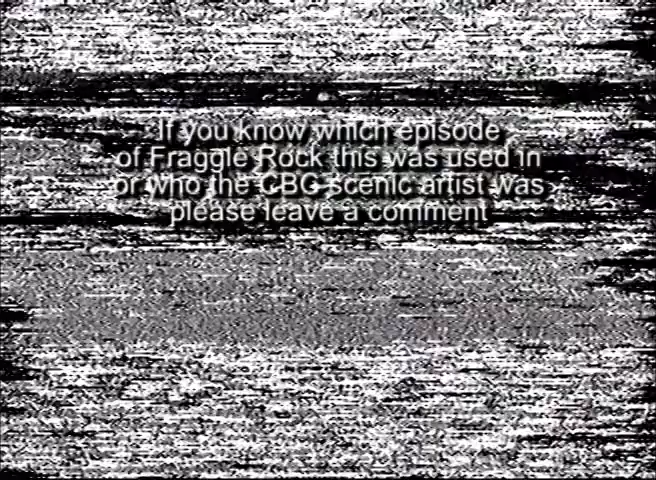 If you know which episode
of Fraggle Rock this was used in
or who the CBC scenic artist was
please leave a comment